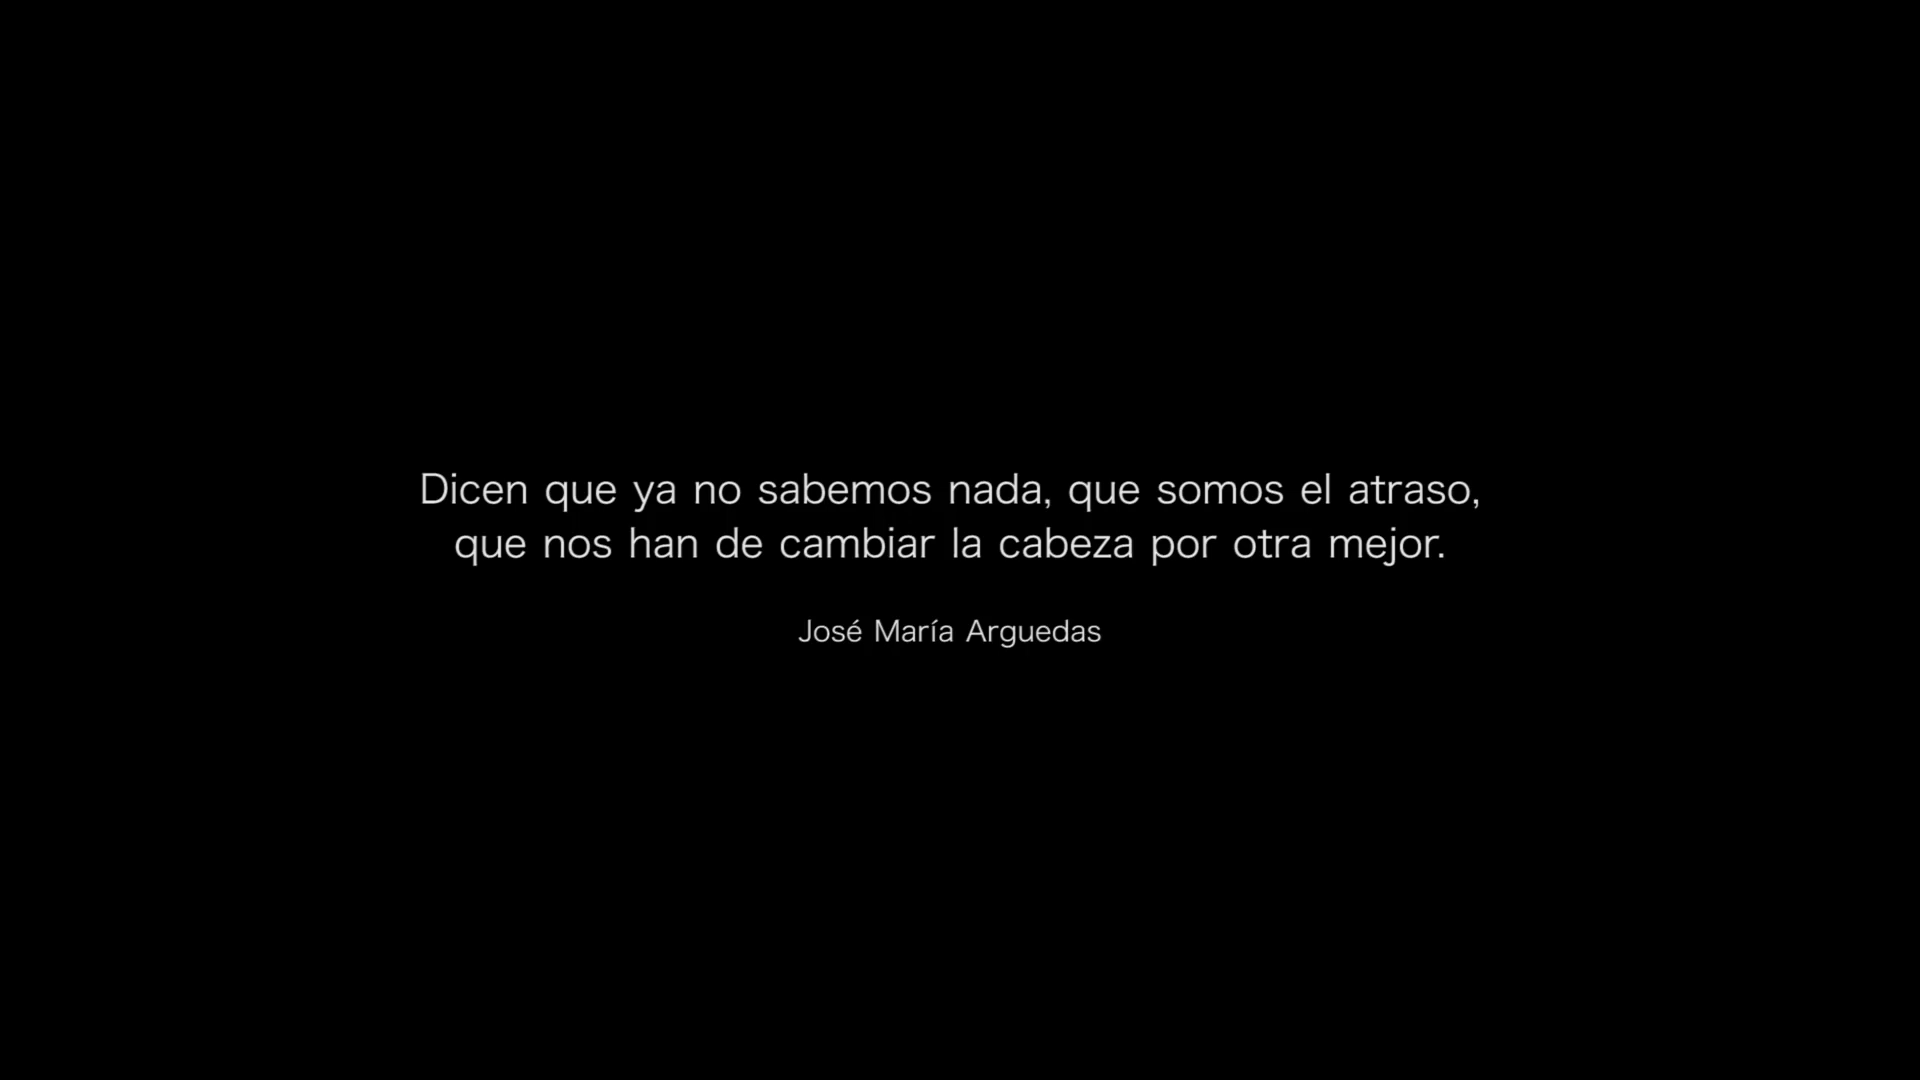 Dicen que ya no sabemos nada, que somos el atraso,
que nos han de cambiar la cabeza por otra mejor.
José María Arguedas